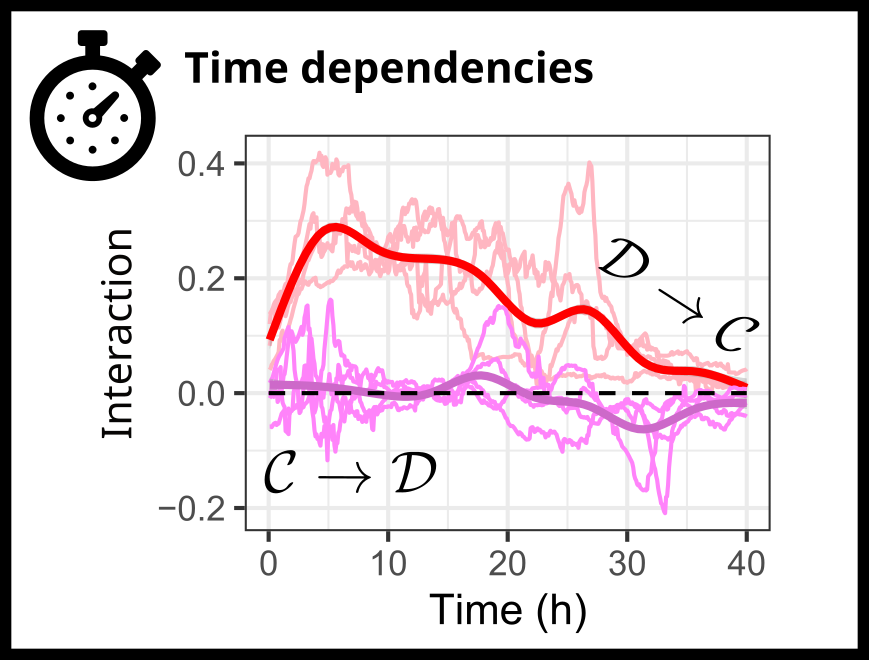 Time dependencies
0.4
0.2
0.0
−0.2
Interaction
𝒟 → 𝒞
𝒞 → 𝒟
0 10 20 30 40
Time (h)